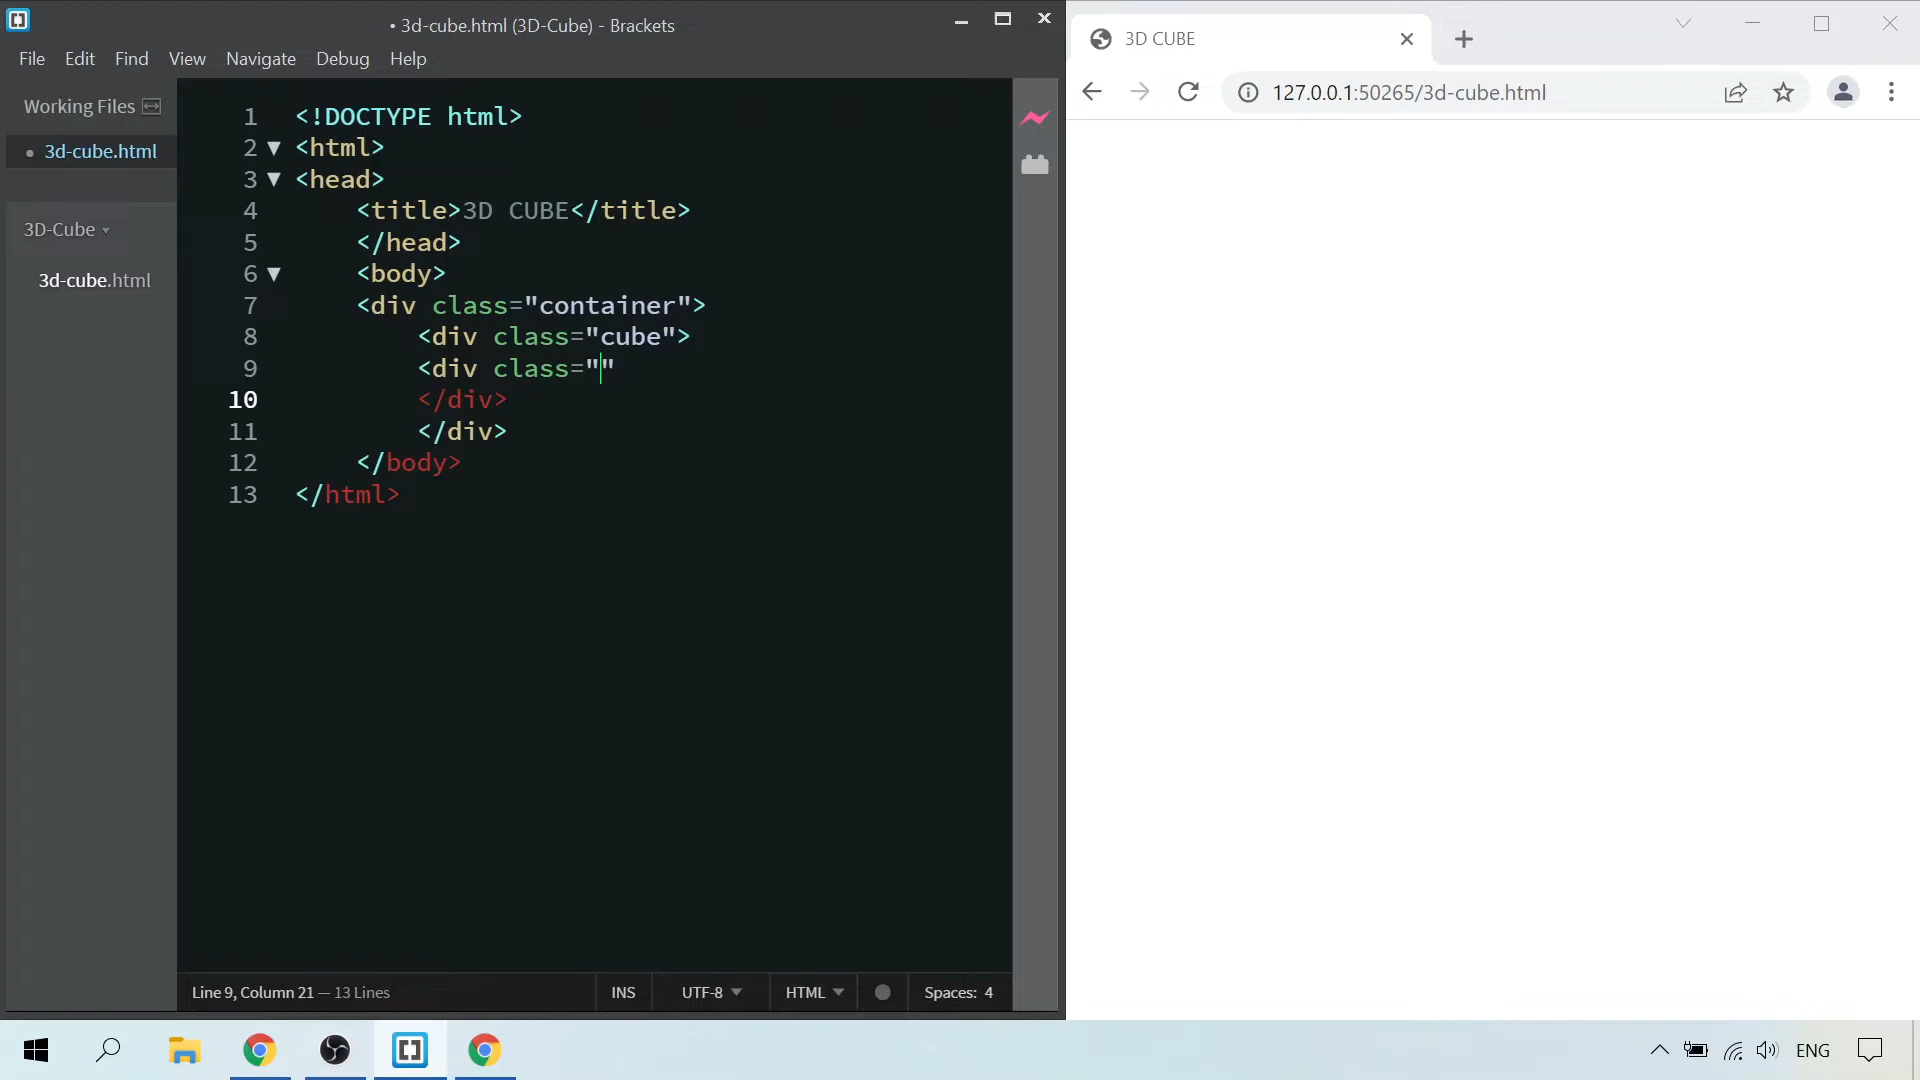 • 3d-cube.html (3D-Cube) - Brackets
File Edit Find View Navigate Debug Help
Working Files
• 3d-cube.html
3D-Cube
3d-cube.html
1 <!DOCTYPE html>
2 <html>
3 <head>
4 <title>3D CUBE</title>
5 </head>
6 <body>
7 <div class="container">
8 <div class="cube">
9 <div class=""
10 </div>
11 </div>
12 </body>
13 </html>
Line 9, Column 21 — 13 Lines
INS UTF-8 HTML Spaces: 4
3D CUBE
127.0.0.1:50265/3d-cube.html
ENG